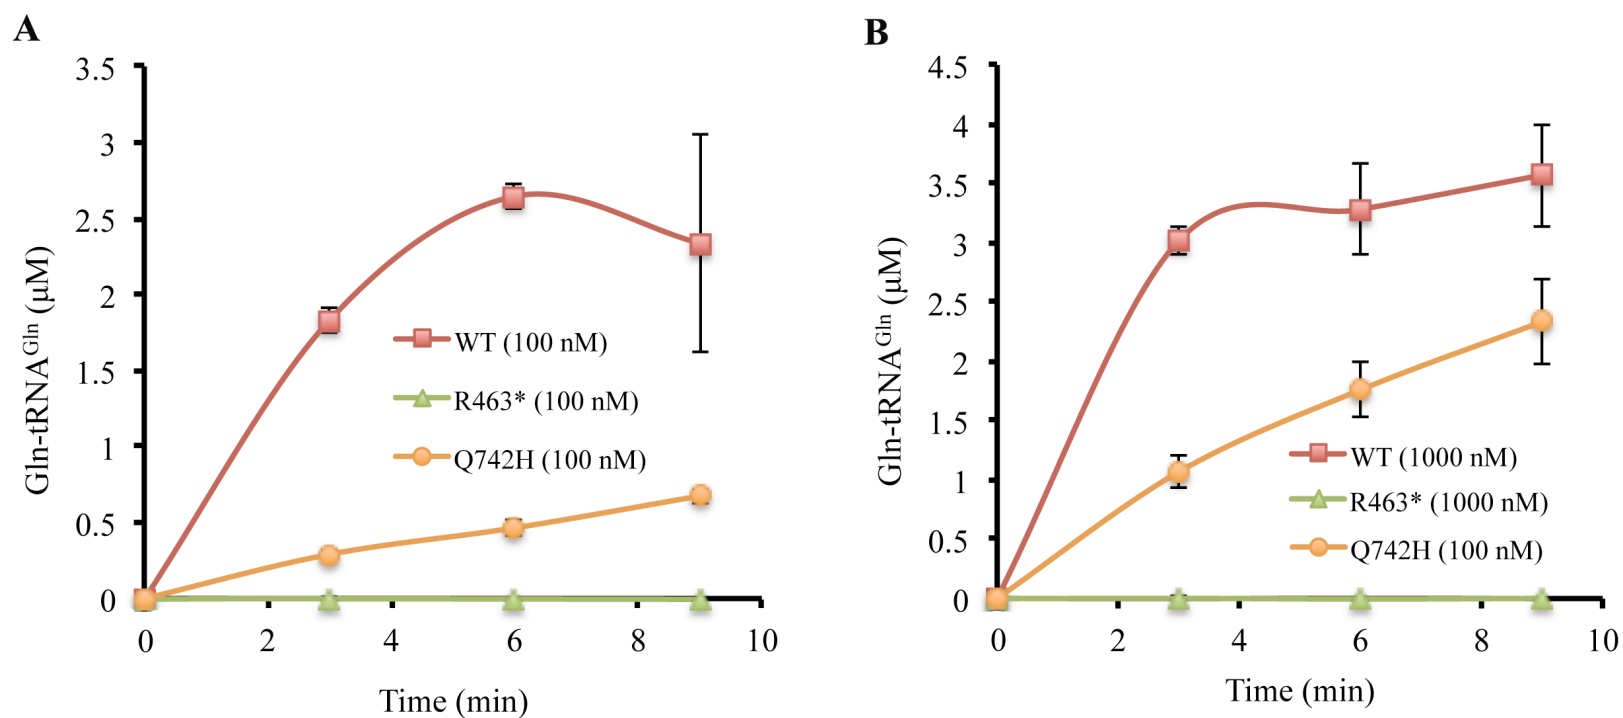 A
3.5
3
2.5
2
1.5
1
0.5
0
Gln-tRNA^Gln (µM)
WT (100 nM)
R463* (100 nM)
Q742H (100 nM)
0 2 4 6 8 10
Time (min)
B
4.5
4
3.5
3
2.5
2
1.5
1
0.5
0
Gln-tRNA^Gln (µM)
WT (1000 nM)
R463* (1000 nM)
Q742H (100 nM)
0 2 4 6 8 10
Time (min)